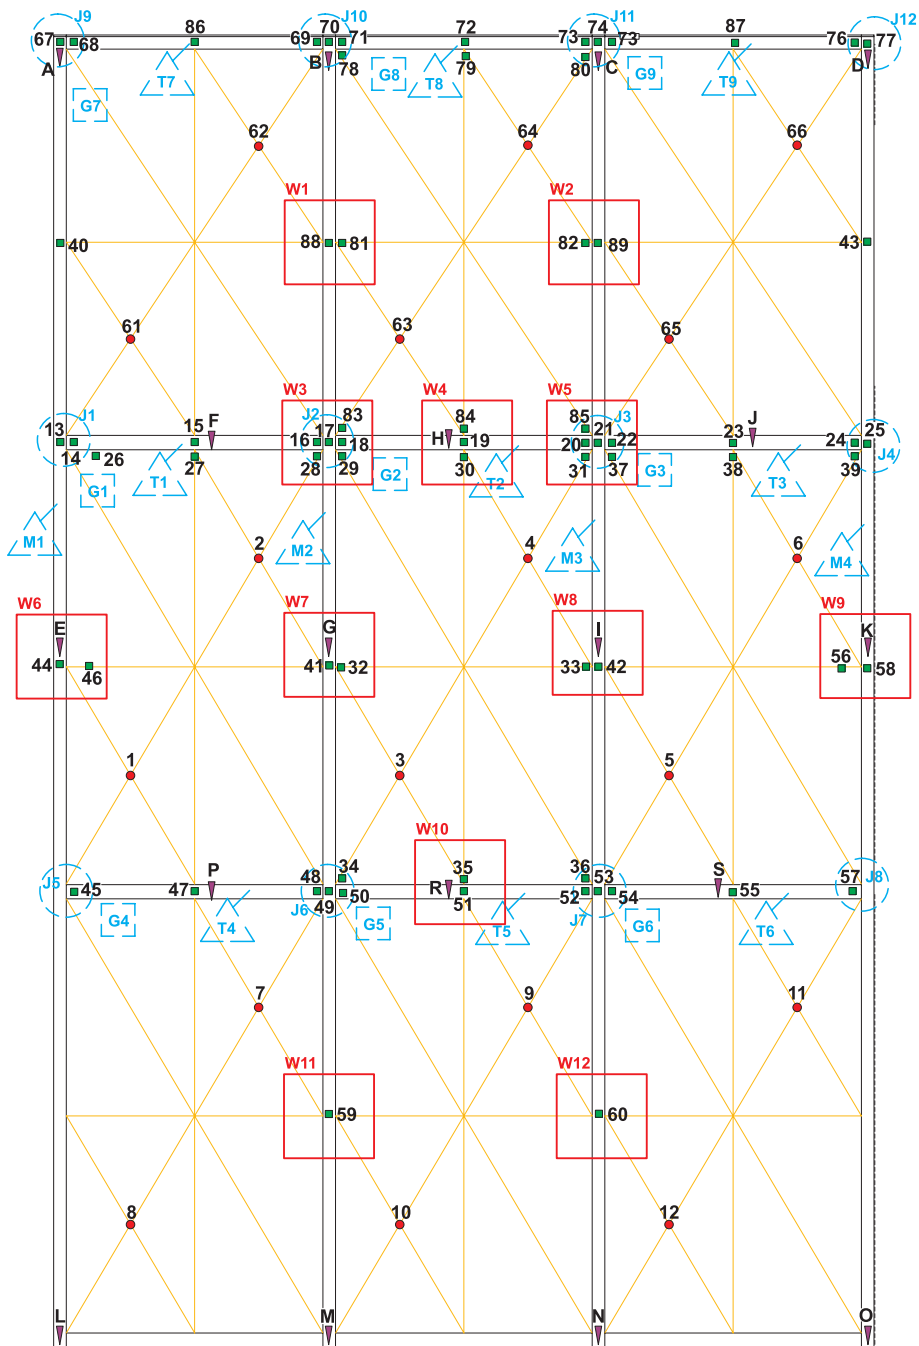 J9 86 70 J10 72 74 J11 87 J12
67 68 69 71 73 73 76 77
A T7 B 78 G8 T8 79 80 C T9 D
G7 G9
62 64 66
W1 W2
40 88 81 82 89 43
61 63 65
W3 W4 W5
13 J1 15 F J2 83 84 85 J3 J 25
16 17 18 H 19 20 21 22 23 24 J4
14 26 27 28 29 30 31 37 38 39
G1 T1 G2 T2 G3 T3
M1 M2 M3 M4
2 4 6
W6 W7 W8 W9
E G I K
44 46 41 32 33 42 56 58
1 3 5
W10
J5 P 48 34 R 35 36 53 S 57 J8
45 47 49 50 51 52 54 55
G4 T4 J6 G5 T5 J7 G6 T6
7 9 11
W11 W12
59 60
8 10 12
L M N O